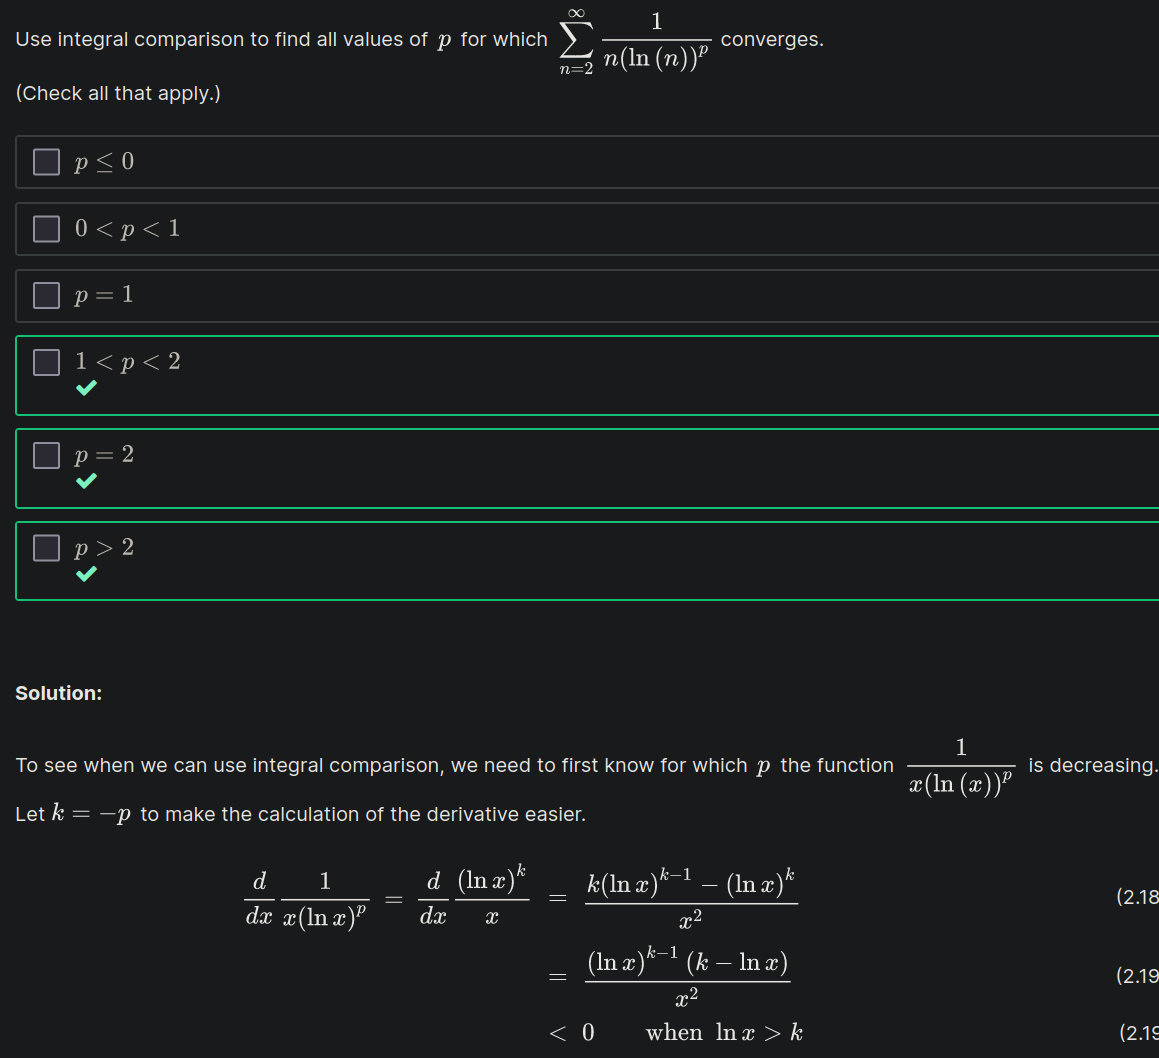 Use integral comparison to find all values of $p$ for which $\sum_{n=2}^{\infty} \frac{1}{n(\ln(n))^p}$ converges.
(Check all that apply.)
$p \leq 0$
$0 < p < 1$
$p = 1$
$1 < p < 2$
$p = 2$
$p > 2$
Solution:
To see when we can use integral comparison, we need to first know for which $p$ the function $\frac{1}{x(\ln(x))^p}$ is decreasing.
Let $k = -p$ to make the calculation of the derivative easier.
$\frac{d}{dx} \frac{1}{x(\ln x)^p} = \frac{d}{dx} \frac{(\ln x)^k}{x} = \frac{k(\ln x)^{k-1} - (\ln x)^k}{x^2}$ (2.18
$= \frac{(\ln x)^{k-1} (k - \ln x)}{x^2}$ (2.19
$< 0 \quad \text{when } \ln x > k$ (2.19